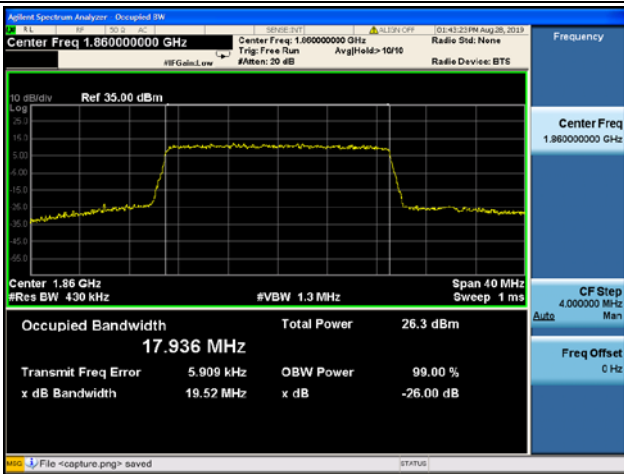 Agilent Spectrum Analyzer - Occupied BW
RL RF 50 Ω AC SENSE:INT ALIGN OFF 01:43:23 PM Aug 28, 2019
Center Freq 1.860000000 GHz
Center Freq: 1.860000000 GHz
Radio Std: None
Trig: Free Run Avg|Hold:> 10/10
#IFGain:Low #Atten: 20 dB Radio Device: BTS
Frequency
10 dB/div Ref 35.00 dBm
Log
25.0
15.0
5.00
-5.00
-15.0
-25.0
-35.0
-45.0
-55.0
Center Freq
1.860000000 GHz
Center 1.86 GHz Span 40 MHz
#Res BW 430 kHz #VBW 1.3 MHz Sweep 1 ms
CF Step
4.000000 MHz
Auto Man
Occupied Bandwidth Total Power 26.3 dBm
17.936 MHz
Transmit Freq Error 5.909 kHz OBW Power 99.00 %
x dB Bandwidth 19.52 MHz x dB -26.00 dB
Freq Offset
0 Hz
MSG File <capture.png> saved STATUS